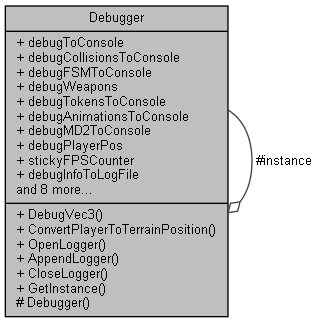 Debugger
+ debugToConsole
+ debugCollisionsToConsole
+ debugFSMToConsole
+ debugWeapons
+ debugTokensToConsole
+ debugAnimationsToConsole
+ debugMD2ToConsole
+ debugPlayerPos
+ stickyFPSCounter
+ debugInfoToLogFile
and 8 more...
+ DebugVec3()
+ ConvertPlayerToTerrainPosition()
+ OpenLogger()
+ AppendLogger()
+ CloseLogger()
+ GetInstance()
# Debugger()
#instance